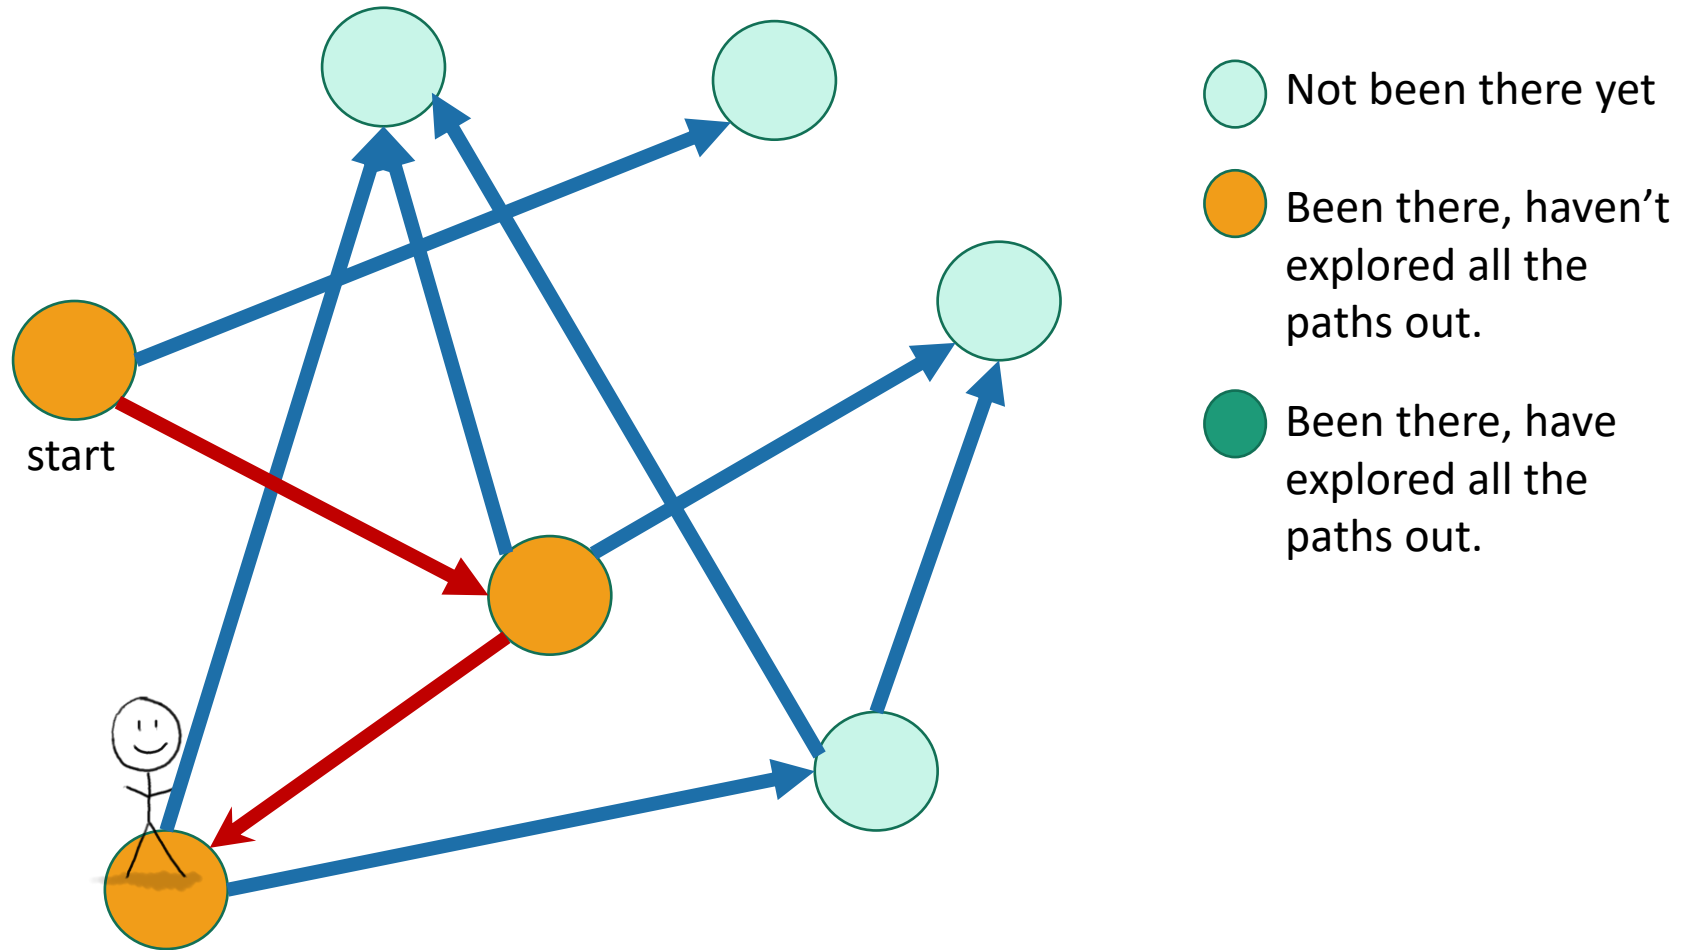 start
Not been there yet
Been there, haven’t
explored all the
paths out.
Been there, have
explored all the
paths out.